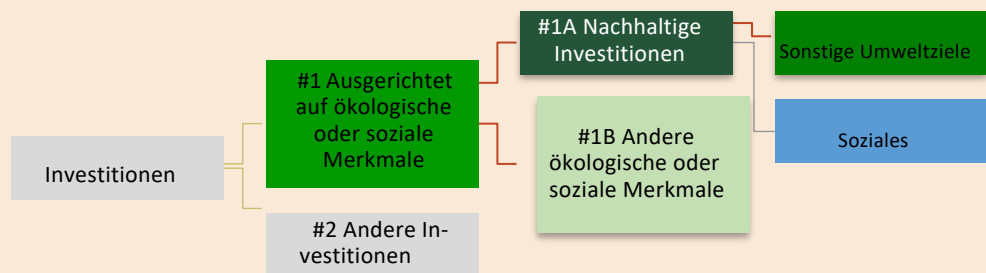 #1A Nachhaltige
Investitionen
Sonstige Umweltziele
#1 Ausgerichtet
auf ökologische
oder soziale
Merkmale
#1B Andere
ökologische oder
soziale Merkmale
Soziales
Investitionen
#2 Andere In-
vestitionen